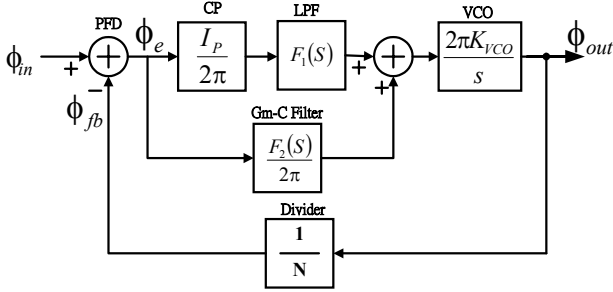 PFD
CP
LPF
VCO
ϕin
+
−
+
ϕe
IP
2π
F1(S)
+
+
+
2πKVCO
s
ϕout
ϕfb
Gm-C Filter
F2(S)
2π
Divider
1
N